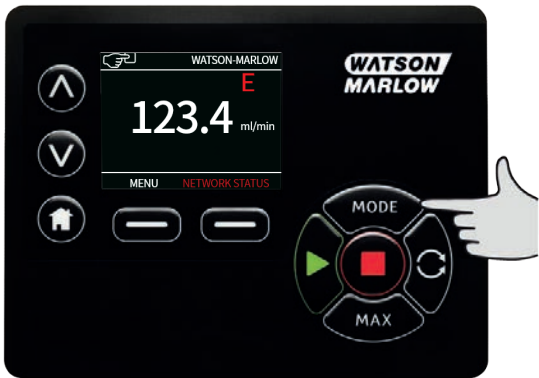 WATSON-MARLOW
E
123.4 ml/min
MENU NETWORK STATUS
WATSON
MARLOW
MODE
MAX